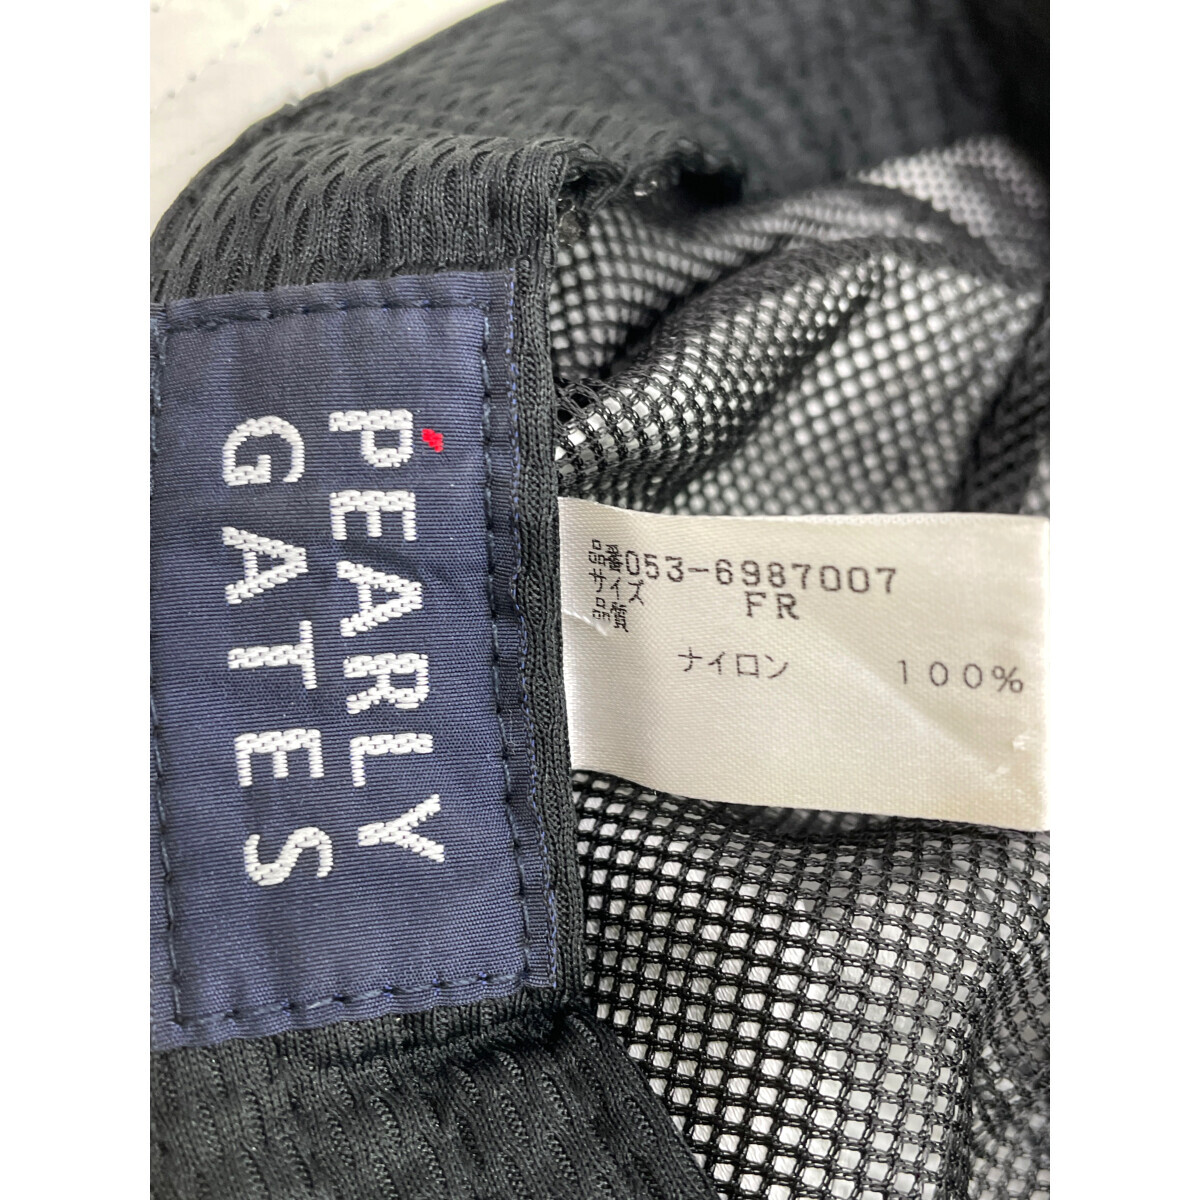 PEARLY
GATES
品番053-6987007
サイズ FR
品質
ナイロン 100%